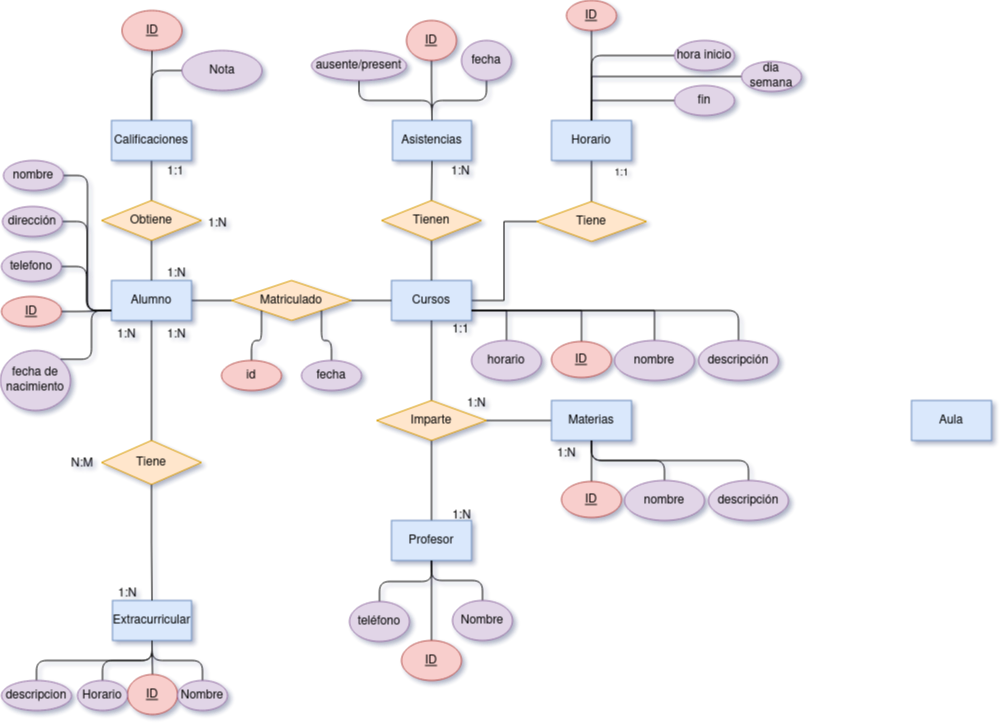 ID
Nota
Calificaciones
1:1
Obtiene
1:N
1:N
nombre
dirección
telefono
ID
fecha de
nacimiento
Alumno
1:N
1:N
Matriculado
id
fecha
ausente/present
ID
fecha
Asistencias
1:N
Tienen
Cursos
1:1
ID
hora inicio
día
semana
fin
Horario
1:1
Tiene
horario
ID
nombre
descripción
Imparte
1:N
Materias
1:N
ID
nombre
descripción
Aula
N:M
Tiene
1:N
Extracurricular
descripcion
Horario
ID
Nombre
1:N
Profesor
teléfono
ID
Nombre